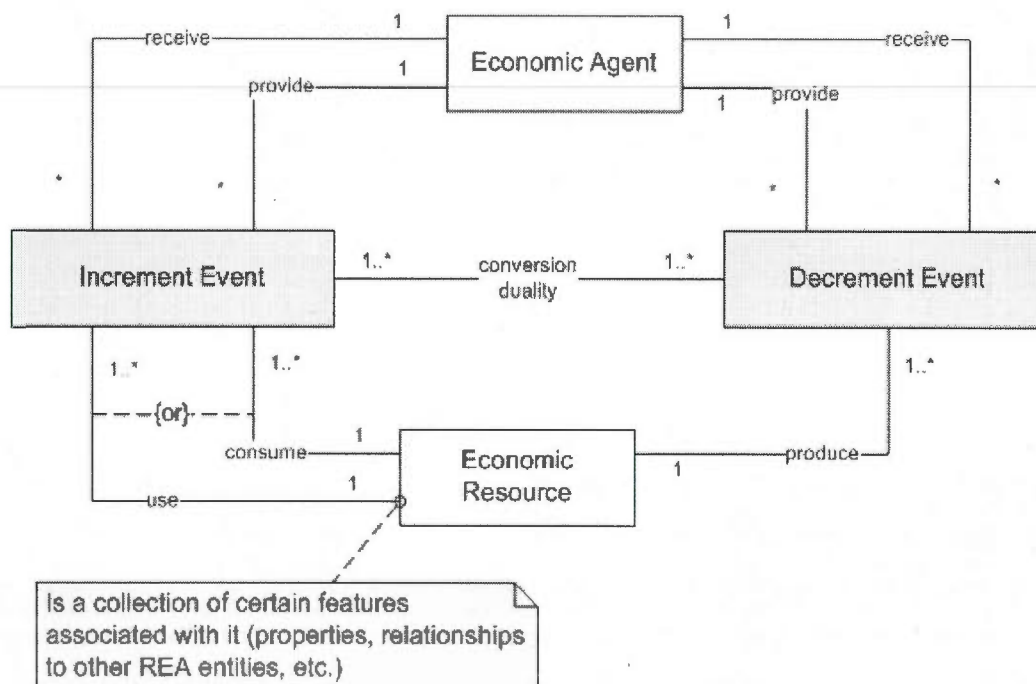 receive
1
Economic Agent
1
receive
provide
1
1
provide
*
*
*
*
Increment Event
1..*
conversion
duality
1..*
Decrement Event
1..*
1..*
1..*
{or}
consume
1
Economic
Resource
1
produce
use
1
Is a collection of certain features
associated with it (properties, relationships
to other REA entities, etc.)